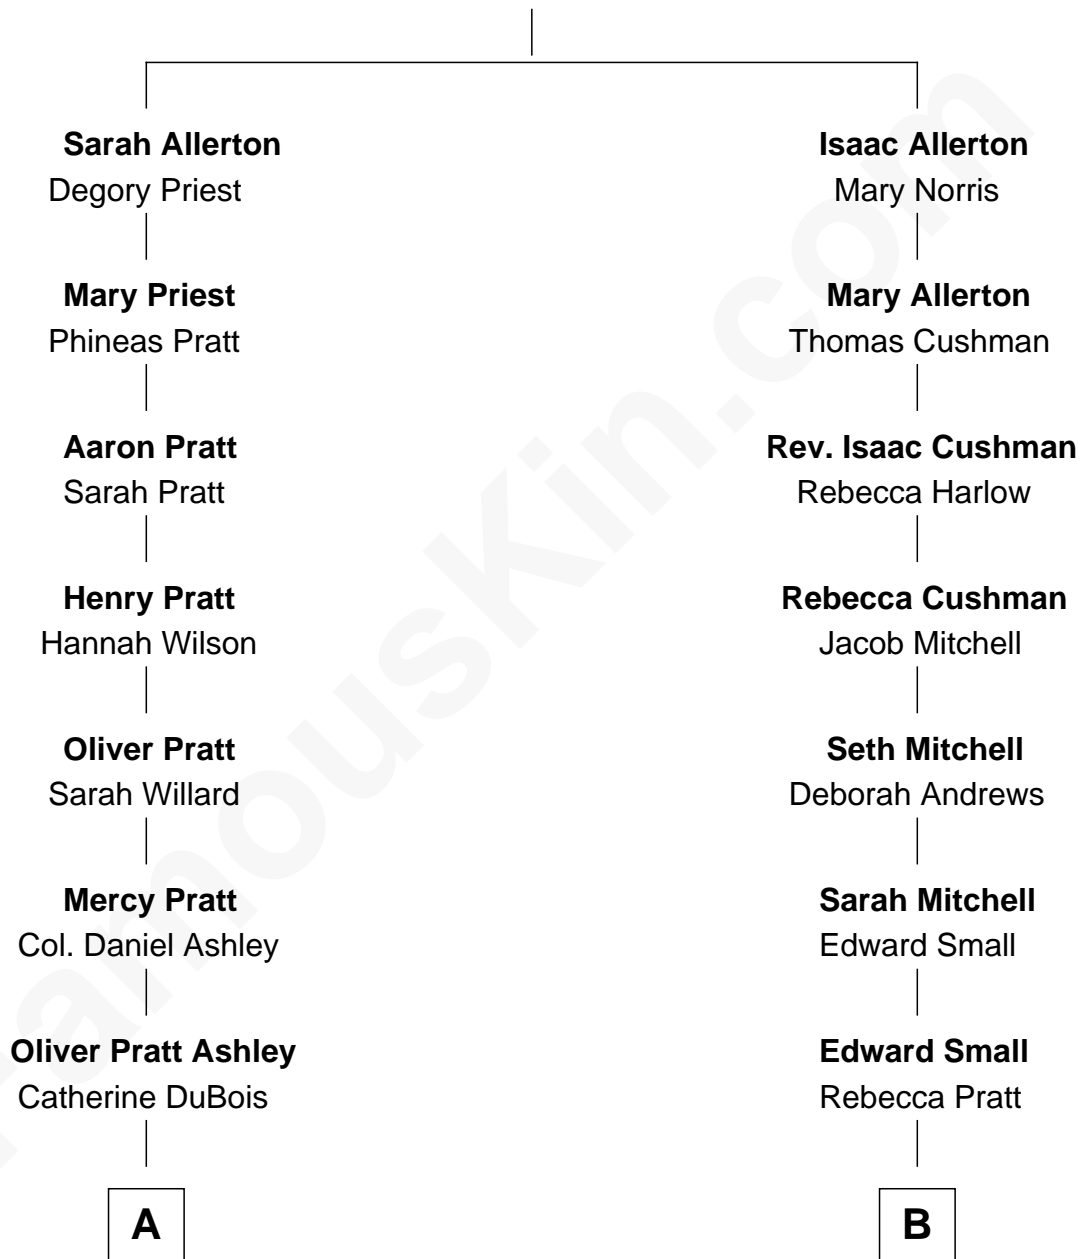 Sarah Allerton
Degory Priest
Mary Priest
Phineas Pratt
Aaron Pratt
Sarah Pratt
Henry Pratt
Hannah Wilson
Oliver Pratt
Sarah Willard
Mercy Pratt
Col. Daniel Ashley
Oliver Pratt Ashley
Catherine DuBois
A
Isaac Allerton
Mary Norris
Mary Allerton
Thomas Cushman
Rev. Isaac Cushman
Rebecca Harlow
Rebecca Cushman
Jacob Mitchell
Seth Mitchell
Deborah Andrews
Sarah Mitchell
Edward Small
Edward Small
Rebecca Pratt
B
FamousKin.com